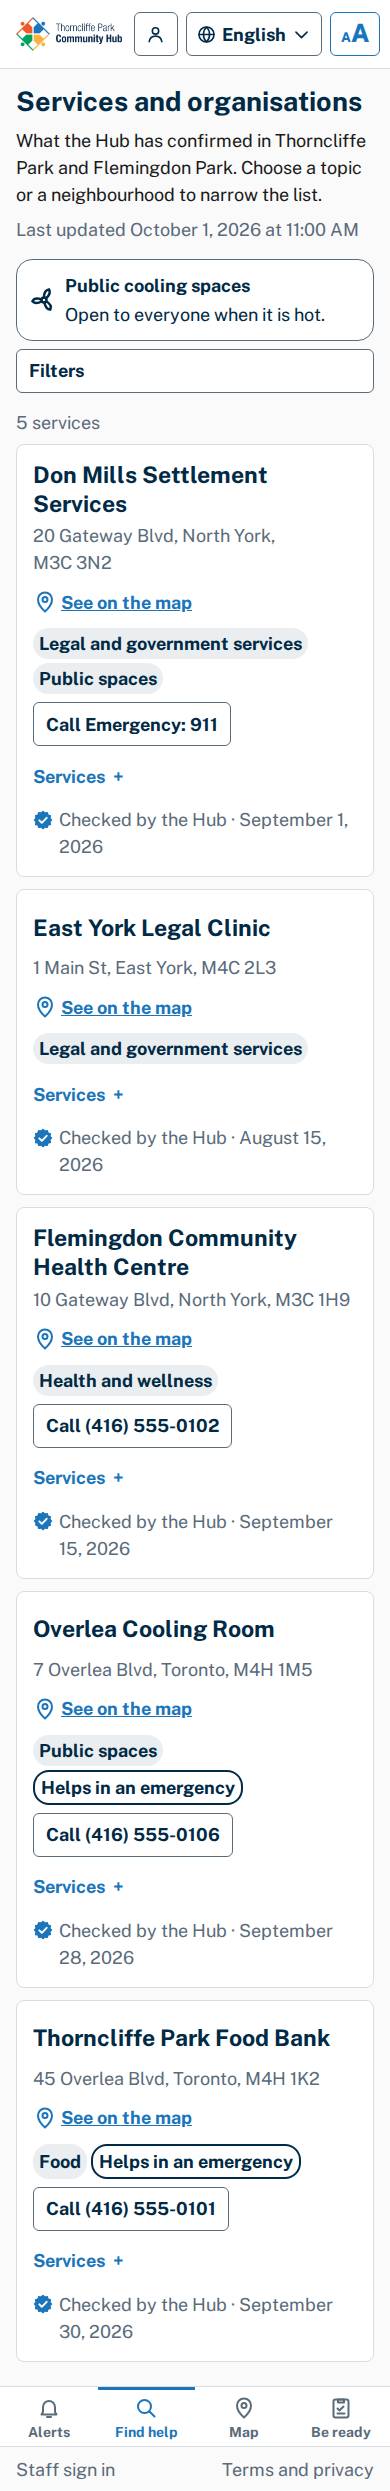 Thorncliffe Park
Community Hub
English
AA
Services and organisations
What the Hub has confirmed in Thorncliffe
Park and Flemingdon Park. Choose a topic
or a neighbourhood to narrow the list.
Last updated October 1, 2026 at 11:00 AM
Public cooling spaces
Open to everyone when it is hot.
Filters
5 services
Don Mills Settlement
Services
20 Gateway Blvd, North York,
M3C 3N2
See on the map
Legal and government services
Public spaces
Call Emergency: 911
Services +
Checked by the Hub · September 1,
2026
East York Legal Clinic
1 Main St, East York, M4C 2L3
See on the map
Legal and government services
Services +
Checked by the Hub · August 15,
2026
Flemingdon Community
Health Centre
10 Gateway Blvd, North York, M3C 1H9
See on the map
Health and wellness
Call (416) 555-0102
Services +
Checked by the Hub · September
15, 2026
Overlea Cooling Room
7 Overlea Blvd, Toronto, M4H 1M5
See on the map
Public spaces
Helps in an emergency
Call (416) 555-0106
Services +
Checked by the Hub · September
28, 2026
Thorncliffe Park Food Bank
45 Overlea Blvd, Toronto, M4H 1K2
See on the map
Food Helps in an emergency
Call (416) 555-0101
Services +
Checked by the Hub · September
30, 2026
Alerts Find help Map Be ready
Staff sign in Terms and privacy